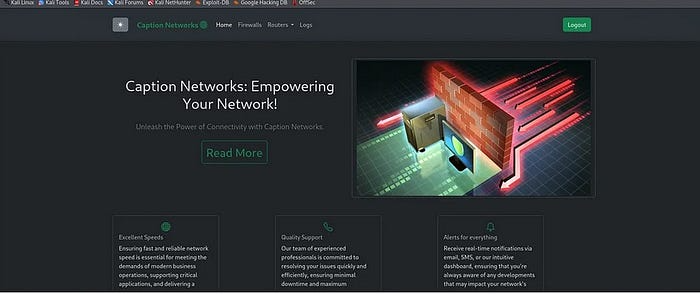 Kali Linux Kali Tools Kali Docs Kali Forums Kali NetHunter Exploit-DB Google Hacking DB OffSec
Caption Networks Home Firewalls Routers Logs Logout
Caption Networks: Empowering
Your Network!
Unleash the Power of Connectivity with Caption Networks.
Read More
Excellent Speeds
Ensuring fast and reliable network
speed is essential for meeting the
demands of modern business
operations, supporting critical
applications, and delivering a
Quality Support
Our team of experienced
professionals is committed to
resolving your issues quickly and
efficiently, ensuring minimal
downtime and maximum
Alerts for everything
Receive real-time notifications via
email, SMS, or our intuitive
dashboard, ensuring that you're
always aware of any developments
that may impact your network's